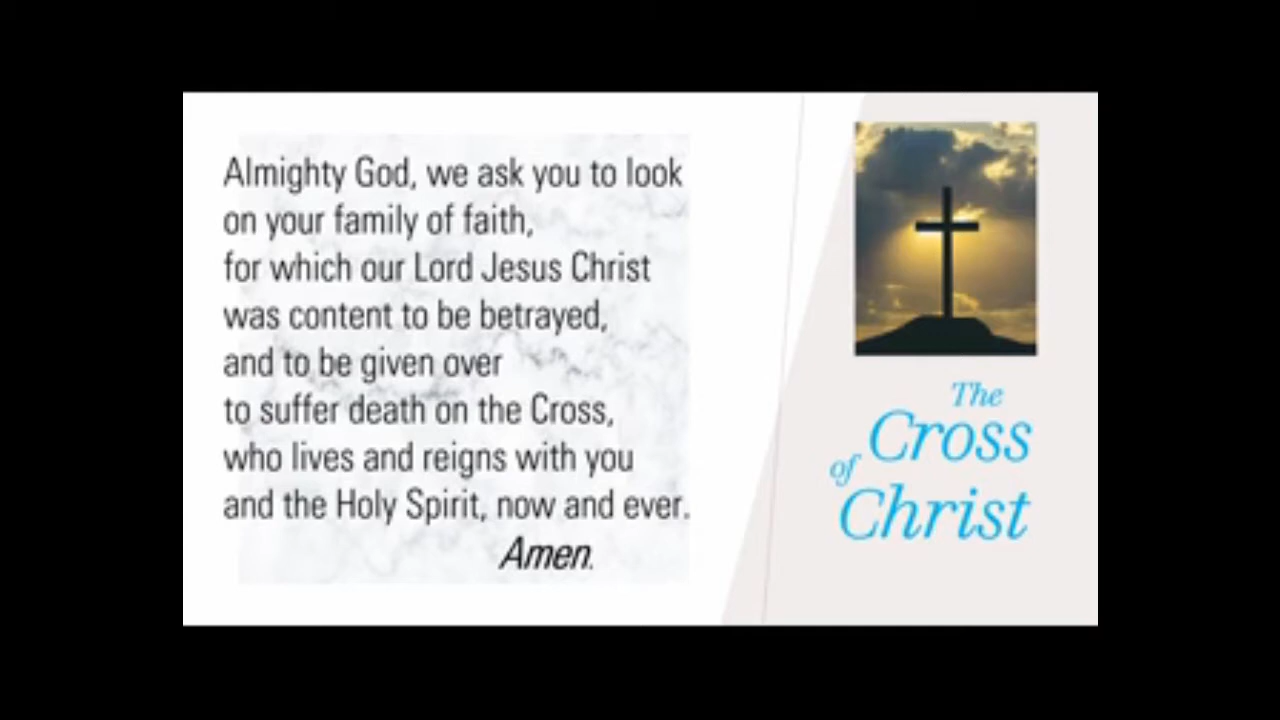 Almighty God, we ask you to look
on your family of faith,
for which our Lord Jesus Christ
was content to be betrayed,
and to be given over
to suffer death on the Cross,
who lives and reigns with you
and the Holy Spirit, now and ever.
Amen.
The
Cross
of
Christ